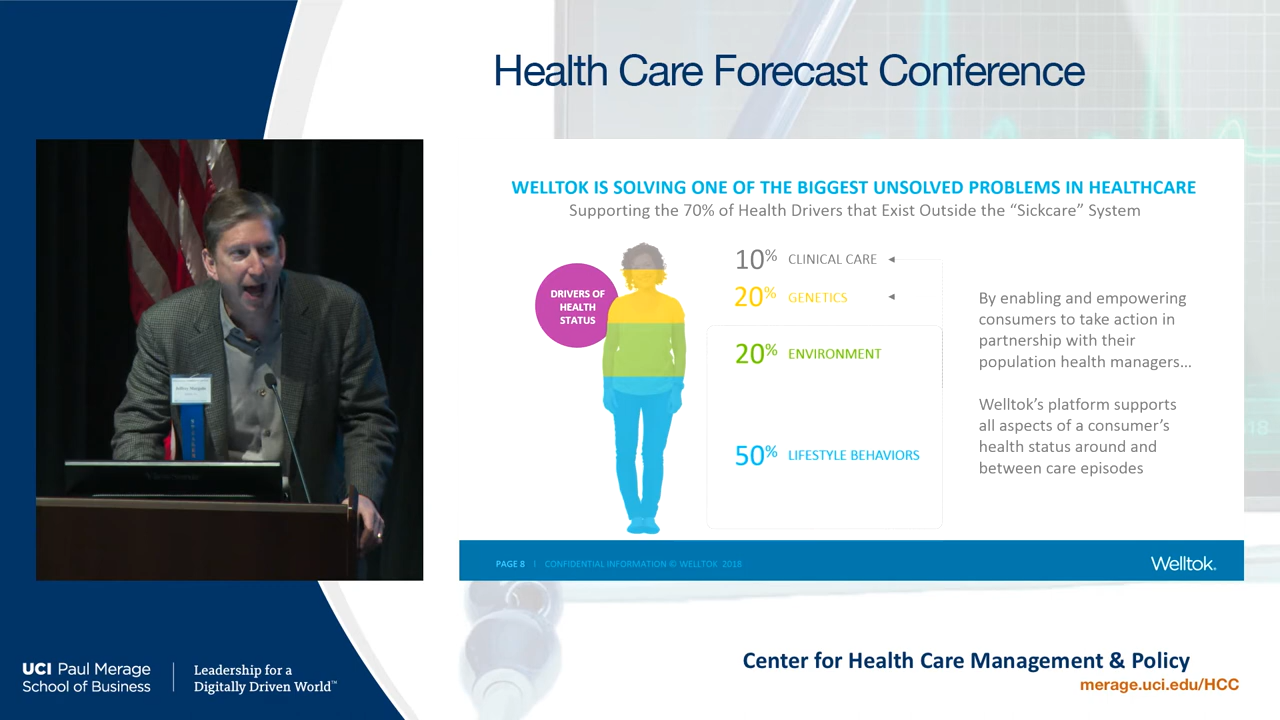 Health Care Forecast Conference
WELLTOK IS SOLVING ONE OF THE BIGGEST UNSOLVED PROBLEMS IN HEALTHCARE
Supporting the 70% of Health Drivers that Exist Outside the “Sickcare” System
DRIVERS OF
HEALTH
STATUS
10% CLINICAL CARE
20% GENETICS
20% ENVIRONMENT
50% LIFESTYLE BEHAVIORS
By enabling and empowering
consumers to take action in
partnership with their
population health managers...
Welltok’s platform supports
all aspects of a consumer’s
health status around and
between care episodes
PAGE 8 | CONFIDENTIAL INFORMATION © WELLTOK 2018
Welltok.
UCI Paul Merage
School of Business
Leadership for a
Digitally Driven World™
Center for Health Care Management & Policy
merage.uci.edu/HCC